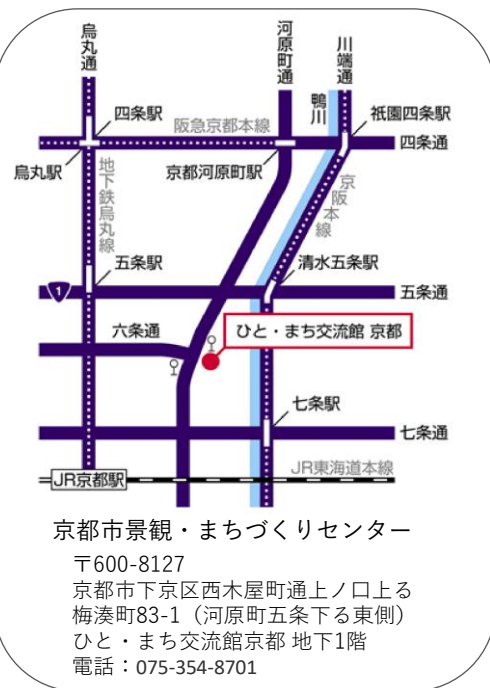 烏丸通
河原町通
川端通
鴨川
四条駅
阪急京都本線
祇園四条駅
四条通
烏丸駅
地下鉄烏丸線
京都河原町駅
京阪本線
五条駅
清水五条駅
1
五条通
六条通
ひと・まち交流館 京都
七条駅
七条通
JR東海道本線
JR京都駅
京都市景観・まちづくりセンター
〒600-8127
京都市下京区西木屋町通上ノ口上る
梅湊町83-1（河原町五条下る東側）
ひと・まち交流館京都 地下1階
電話：075-354-8701